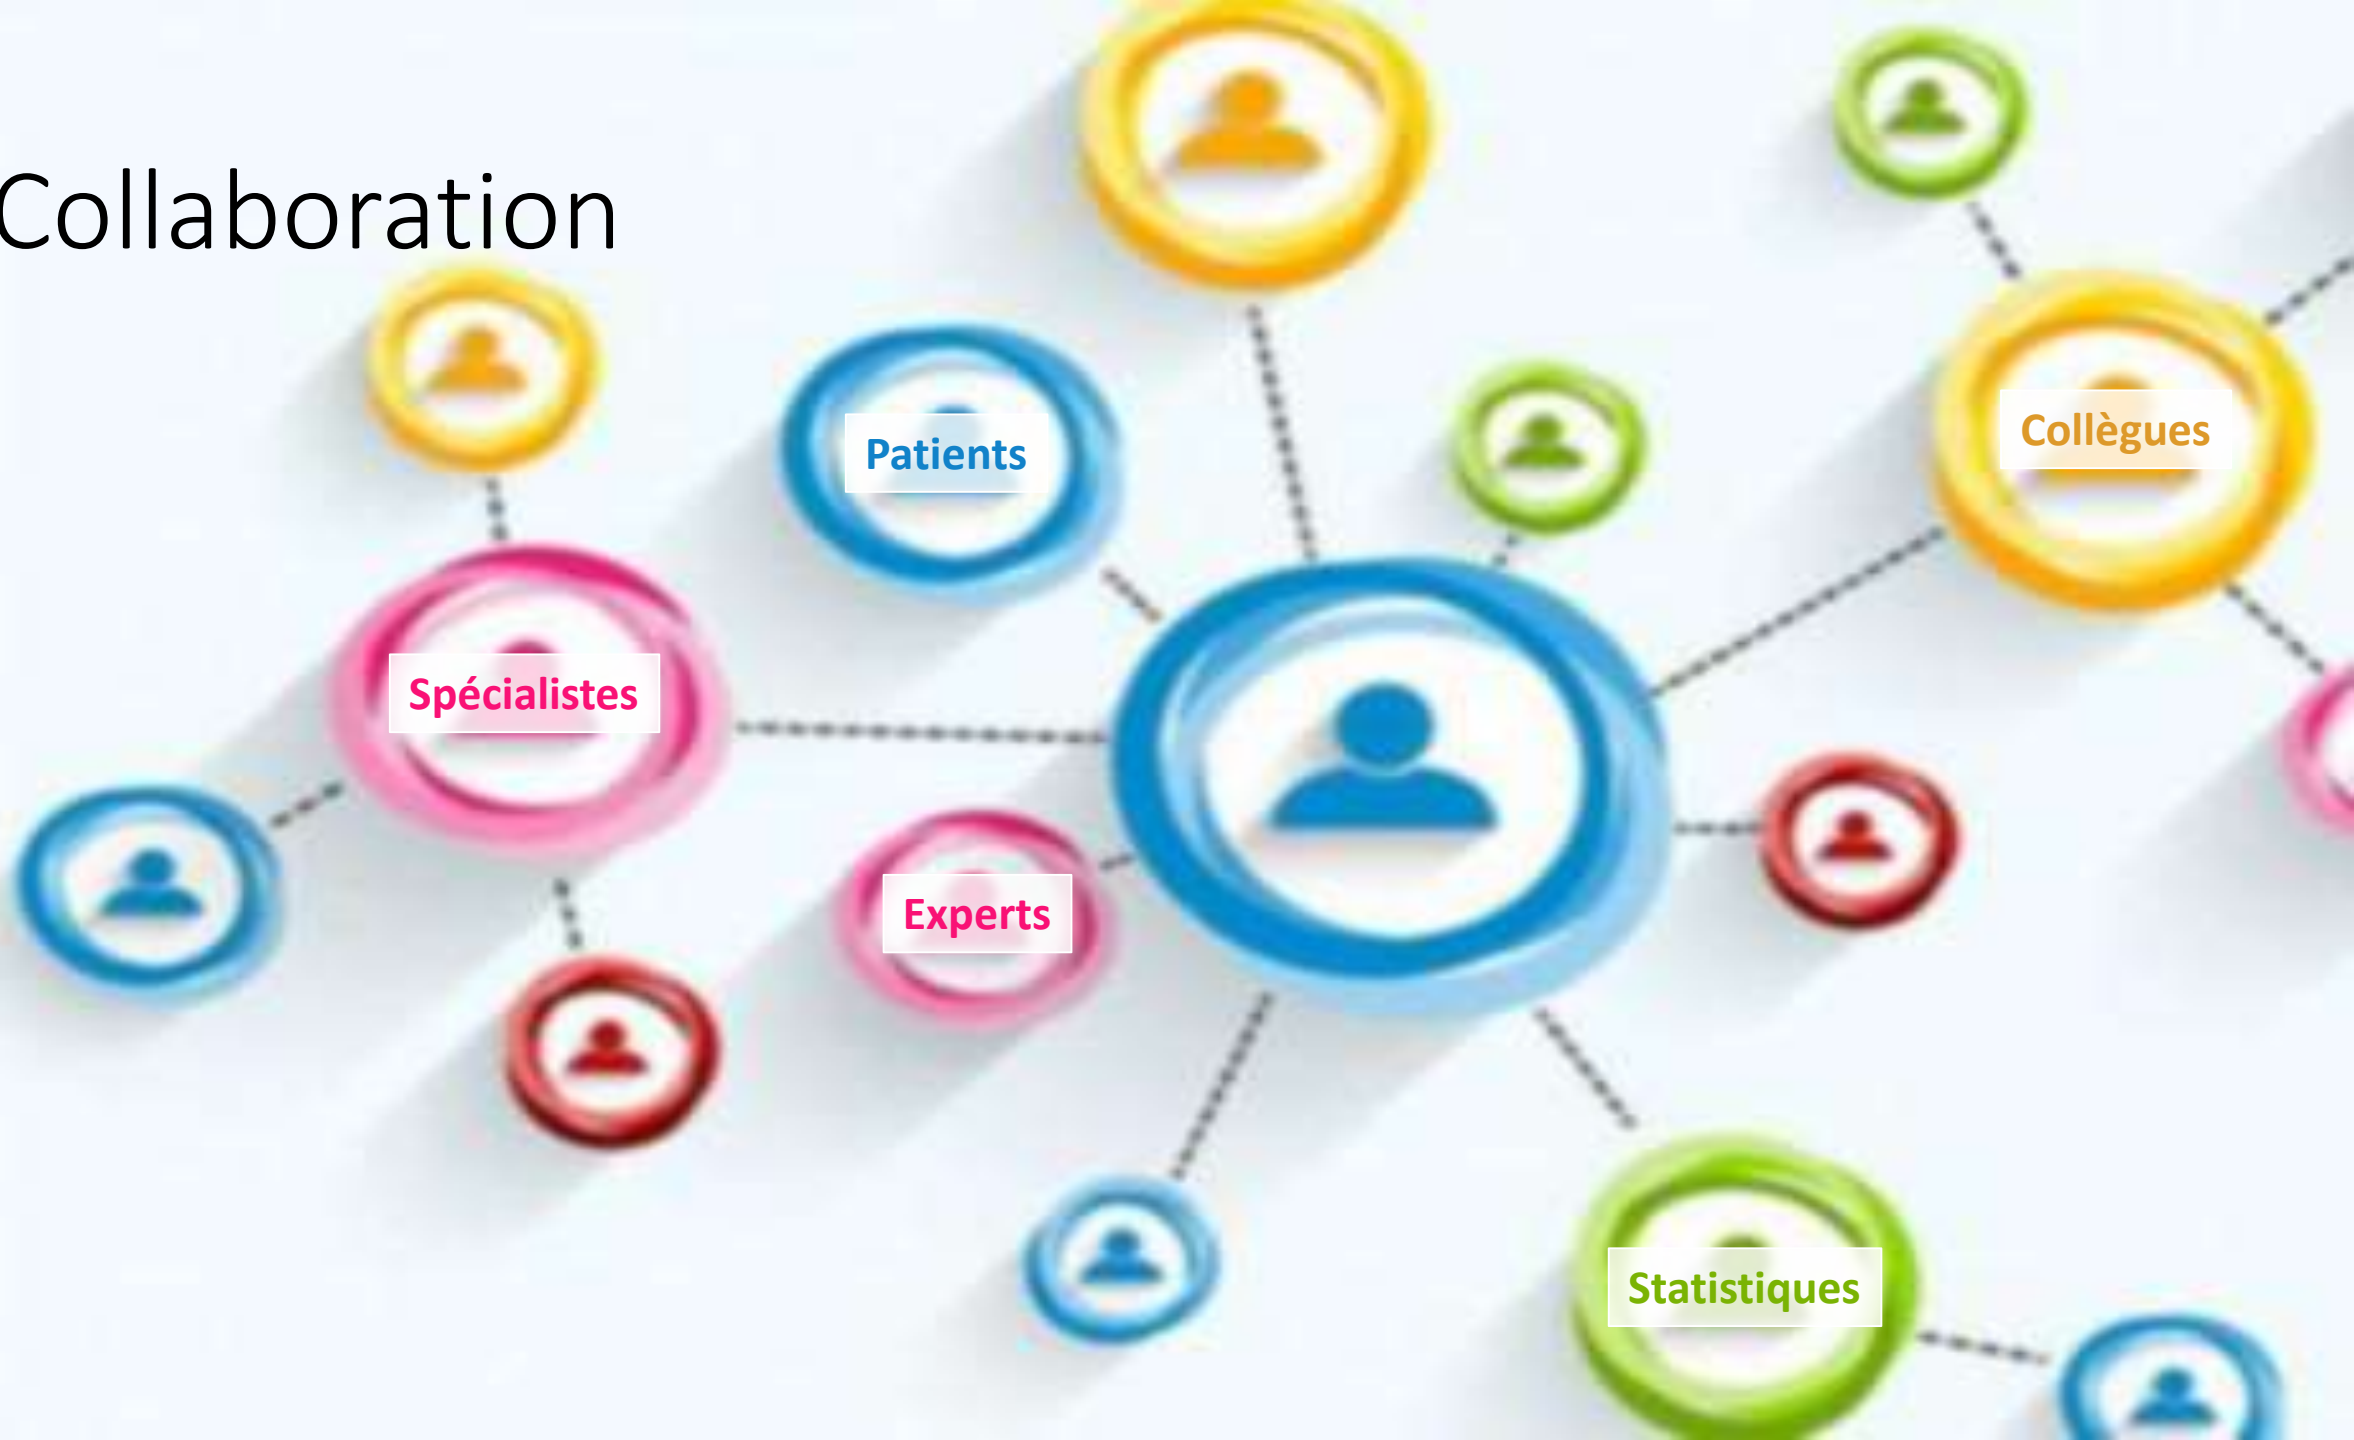 Collaboration
Patients
Collègues
Spécialistes
Experts
Statistiques